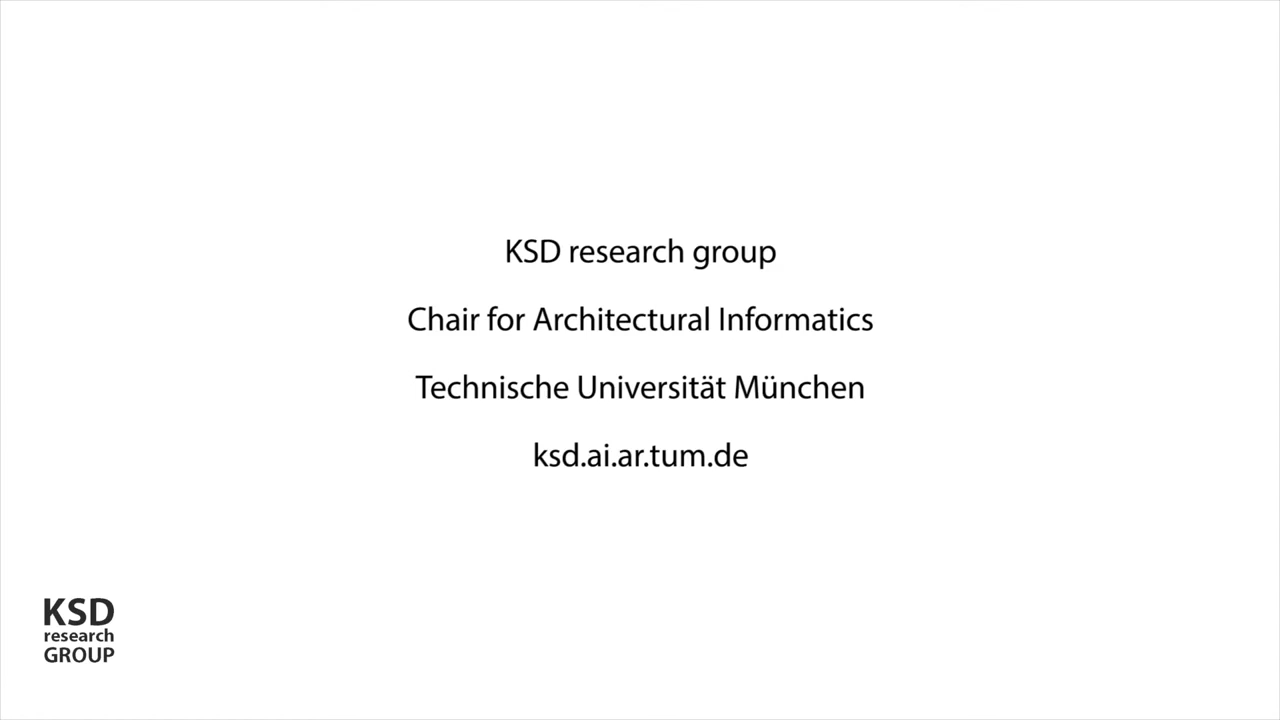 KSD research group
Chair for Architectural Informatics
Technische Universität München
ksd.ai.ar.tum.de
KSD
research
GROUP